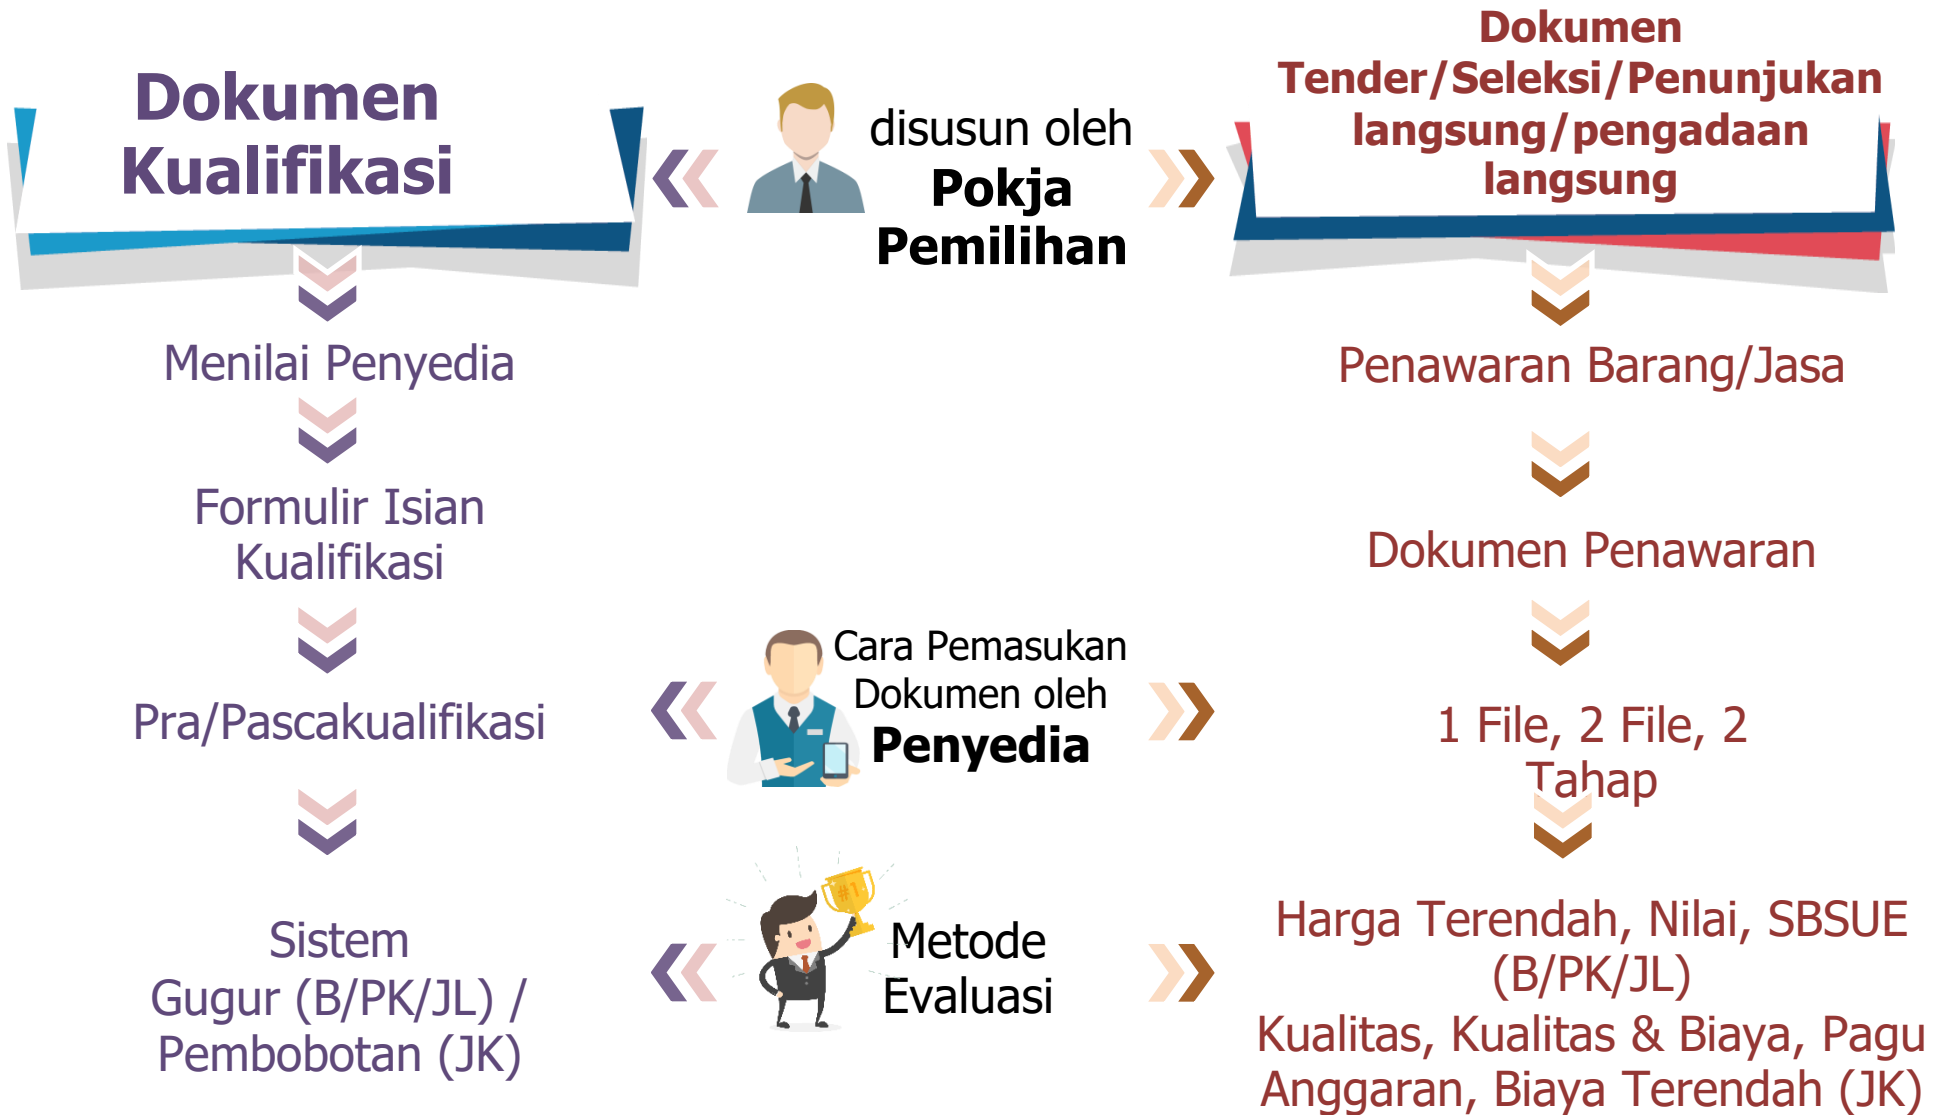 Dokumen
Kualifikasi
disusun oleh
Pokja
Pemilihan
Dokumen
Tender/Seleksi/Penunjukan
langsung/pengadaan
langsung
Menilai Penyedia
Penawaran Barang/Jasa
Formulir Isian
Kualifikasi
Dokumen Penawaran
Pra/Pascakualifikasi
Cara Pemasukan
Dokumen oleh
Penyedia
1 File, 2 File, 2
Tahap
Sistem
Gugur (B/PK/JL) /
Pembobotan (JK)
#1
Metode
Evaluasi
Harga Terendah, Nilai, SBSUE
(B/PK/JL)
Kualitas, Kualitas & Biaya, Pagu
Anggaran, Biaya Terendah (JK)